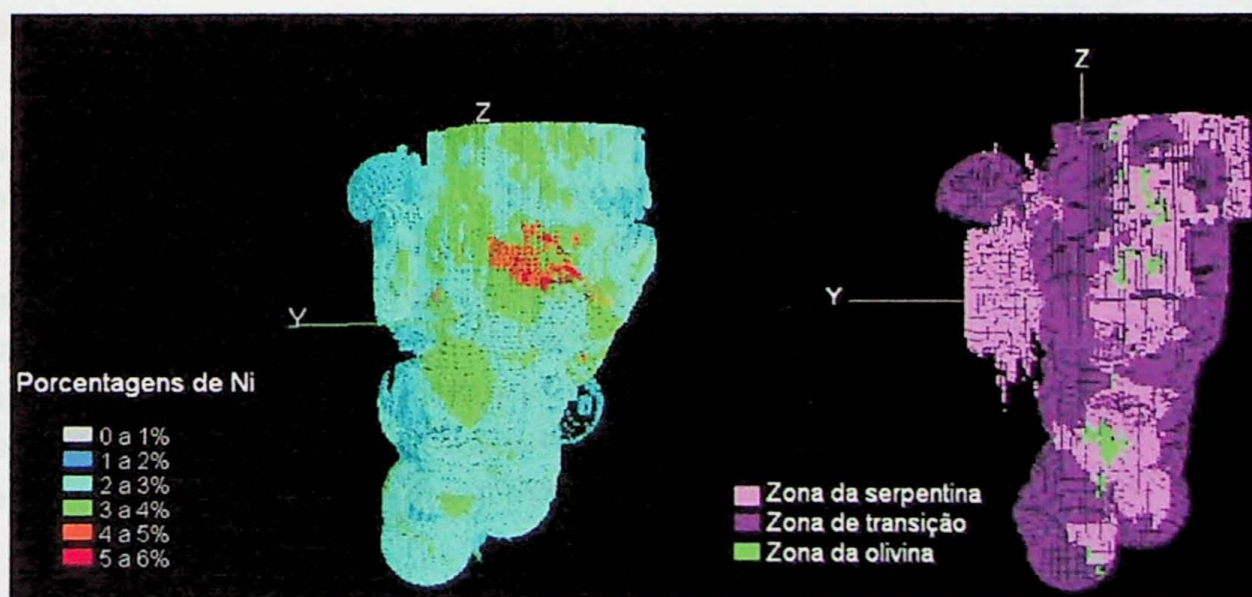 Z
Y
Porcentagens de Ni
0 a 1%
1 a 2%
2 a 3%
3 a 4%
4 a 5%
5 a 6%
Z
Y
Zona da serpentina
Zona de transição
Zona da olivina